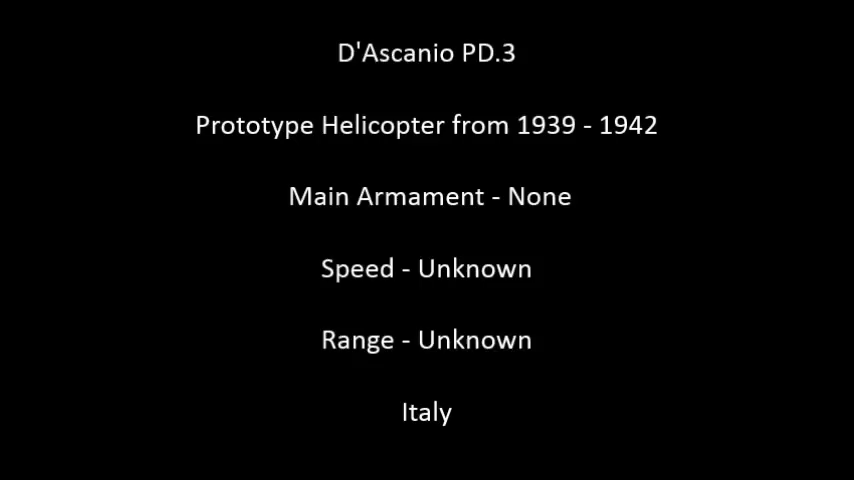 D'Ascanio PD.3
Prototype Helicopter from 1939 - 1942
Main Armament - None
Speed - Unknown
Range - Unknown
Italy